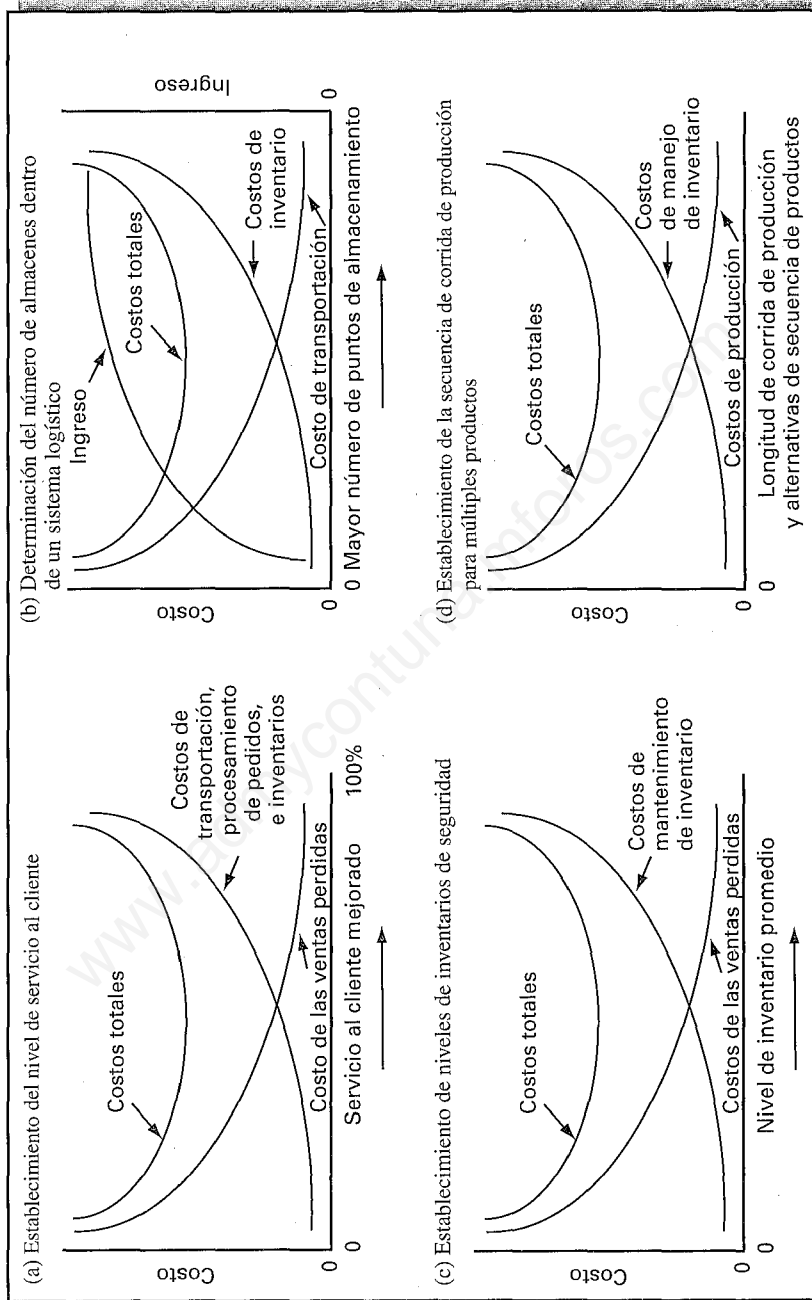 (a) Establecimiento del nivel de servicio al cliente
Costo
Costos totales
Costos de
transportación,
procesamiento
de pedidos,
e inventarios
Costo de las ventas perdidas
0
0
Servicio al cliente mejorado 100%
(b) Determinación del número de almacenes dentro
de un sistema logístico
Costo
Ingreso
Costos totales
Costos de
inventario
Costo de transportación
Ingreso
0
0
0 Mayor número de puntos de almacenamiento
(c) Establecimiento de niveles de inventarios de seguridad
Costo
Costos totales
Costos de
mantenimiento
de inventario
Costos de las ventas perdidas
0
0
Nivel de inventario promedio
(d) Establecimiento de la secuencia de corrida de producción
para múltiples productos
Costo
Costos totales
Costos
de manejo
de inventario
Costos de producción
0
0
Longitud de corrida de producción
y alternativas de secuencia de productos
www.admycontunamforos.com